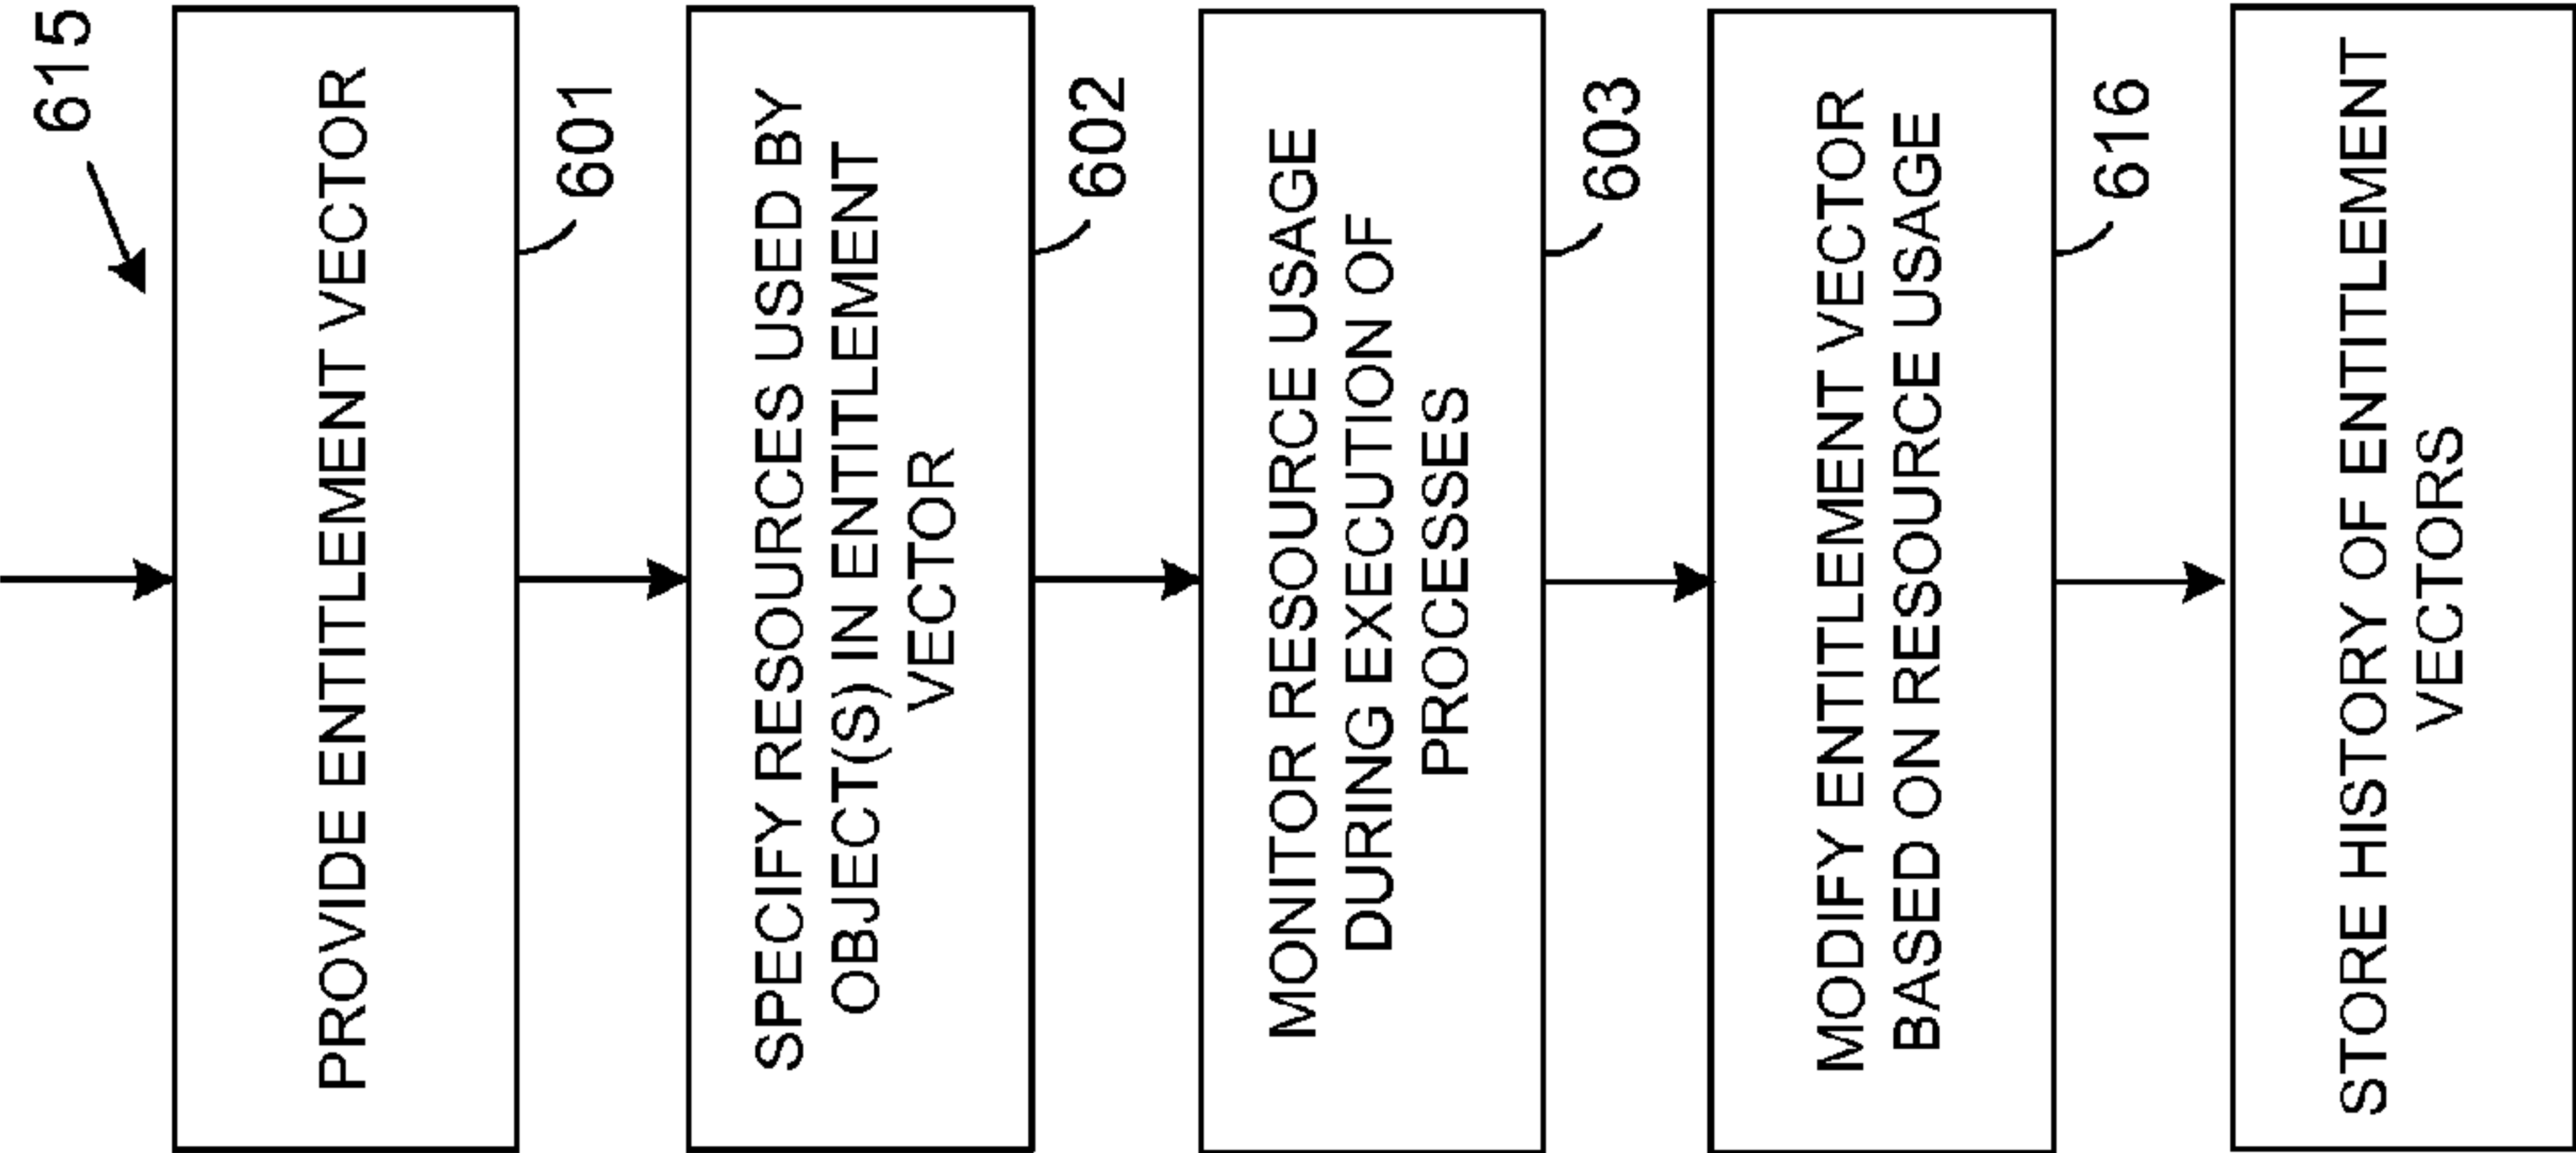 615
PROVIDE ENTITLEMENT VECTOR
601
SPECIFY RESOURCES USED BY
OBJECT(S) IN ENTITLEMENT
VECTOR
602
MONITOR RESOURCE USAGE
DURING EXECUTION OF
PROCESSES
603
MODIFY ENTITLEMENT VECTOR
BASED ON RESOURCE USAGE
616
STORE HISTORY OF ENTITLEMENT
VECTORS